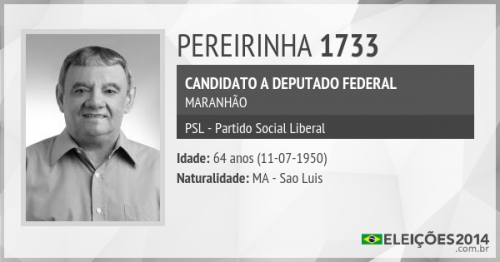 PEREIRINHA 1733
CANDIDATO A DEPUTADO FEDERAL
MARANHÃO
PSL - Partido Social Liberal
Idade: 64 anos (11-07-1950)
Naturalidade: MA - Sao Luis
ELEIÇÕES2014
.com.br